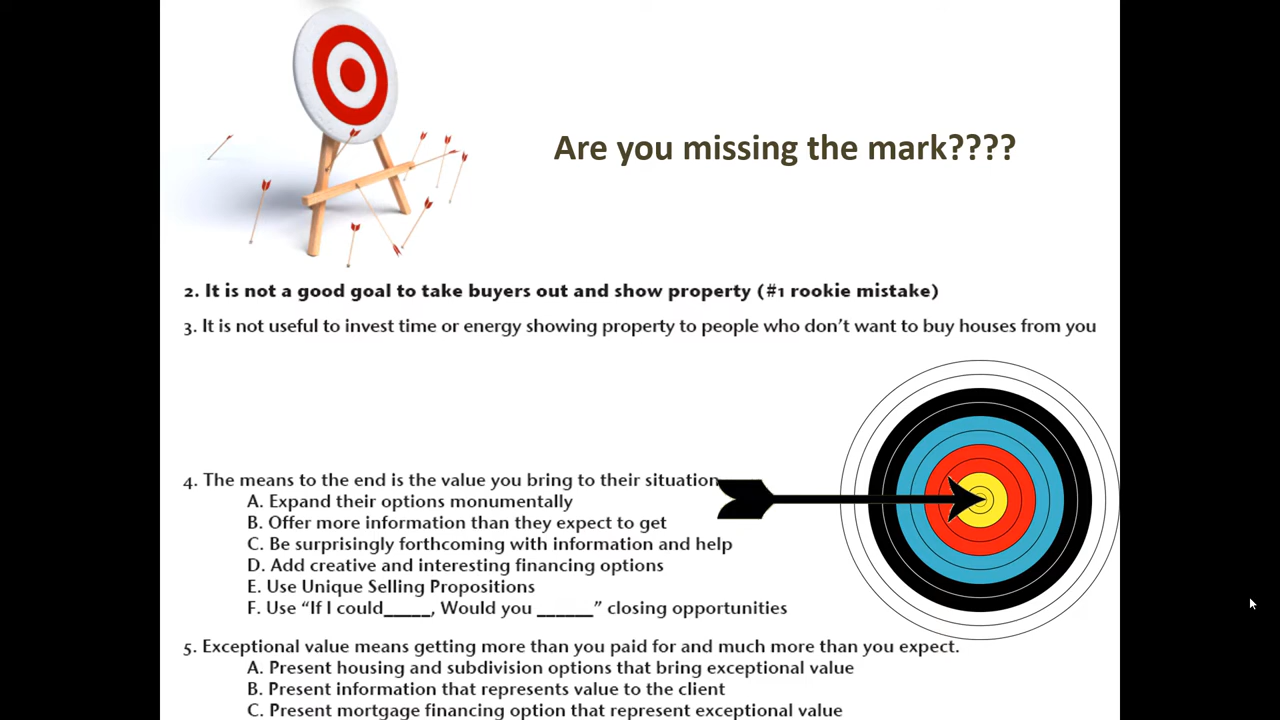 Are you missing the mark????
2. It is not a good goal to take buyers out and show property (#1 rookie mistake)
3. It is not useful to invest time or energy showing property to people who don’t want to buy houses from you
4. The means to the end is the value you bring to their situation
A. Expand their options monumentally
B. Offer more information than they expect to get
C. Be surprisingly forthcoming with information and help
D. Add creative and interesting financing options
E. Use Unique Selling Propositions
F. Use “If I could_____, Would you ______” closing opportunities
5. Exceptional value means getting more than you paid for and much more than you expect.
A. Present housing and subdivision options that bring exceptional value
B. Present information that represents value to the client
C. Present mortgage financing option that represent exceptional value